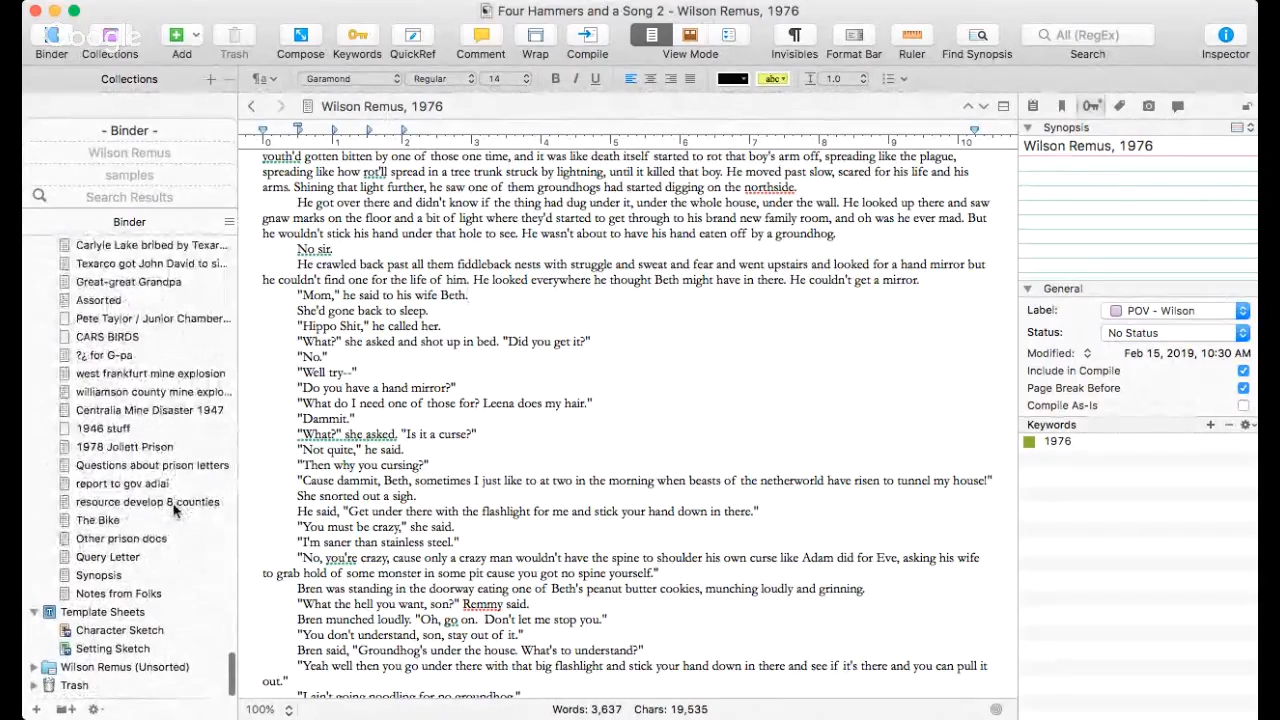 Four Hammers and a Song 2 - Wilson Remus, 1976
Binder Collections Add Trash Compose Keywords QuickRef Comment Wrap Compile View Mode Invisibles Format Bar Ruler Find Synopsis Search Inspector
All (RegEx)
Collections
Garamond Regular 14 B I U abc 1.0
- Binder -
Wilson Remus
samples
Search Results
Binder
Carlyle Lake bribed by Texar...
Texarco got John David to si...
Great-great Grandpa
Assorted
Pete Taylor / Junior Chamber...
CARS BIRDS
?¿ for G-pa
west frankfurt mine explosion
williamson county mine explo...
Centralia Mine Disaster 1947
1946 stuff
1978 Joliett Prison
Questions about prison letters
report to gov adlai
resource develop 8 counties
The Bike
Other prison docs
Query Letter
Synopsis
Notes from Folks
Template Sheets
Character Sketch
Setting Sketch
Wilson Remus (Unsorted)
Trash
Wilson Remus, 1976
0 1 2 3 4 5 6 7 8 9 10
youth'd gotten bitten by one of those one time, and it was like death itself started to rot that boy's arm off, spreading like the plague,
spreading like how rot'll spread in a tree trunk struck by lightning, until it killed that boy. He moved past slow, scared for his life and his
arms. Shining that light further, he saw one of them groundhogs had started digging on the northside.
He got over there and didn't know if the thing had dug under it, under the whole house, under the wall. He looked up there and saw
gnaw marks on the floor and a bit of light where they'd started to get through to his brand new family room, and oh was he ever mad. But
he wouldn't stick his hand under that hole to see. He wasn't about to have his hand eaten off by a groundhog.
No sir.
He crawled back past all them fiddleback nests with struggle and sweat and fear and went upstairs and looked for a hand mirror but
he couldn't find one for the life of him. He looked everywhere he thought Beth might have in there. He couldn't get a mirror.
"Mom," he said to his wife Beth.
She'd gone back to sleep.
"Hippo Shit," he called her.
"What?" she asked and shot up in bed. "Did you get it?"
"No."
"Well try--"
"Do you have a hand mirror?"
"What do I need one of those for? Leena does my hair."
"Dammit."
"What?" she asked. "Is it a curse?"
"Not quite," he said.
"Then why you cursing?"
"Cause dammit, Beth, sometimes I just like to at two in the morning when beasts of the netherworld have risen to tunnel my house!"
She snorted out a sigh.
He said, "Get under there with the flashlight for me and stick your hand down in there."
"You must be crazy," she said.
"I'm saner than stainless steel."
"No, you're crazy, cause only a crazy man wouldn't have the spine to shoulder his own curse like Adam did for Eve, asking his wife
to grab hold of some monster in some pit cause you got no spine yourself."
Bren was standing in the doorway eating one of Beth's peanut butter cookies, munching loudly and grinning.
"What the hell you want, son?" Remmy said.
Bren munched loudly. "Oh, go on.  Don't let me stop you."
"You don't understand, son, stay out of it."
Bren said, "Groundhog's under the house. What's to understand?"
"Yeah well then you go under there with that big flashlight and stick your hand down in there and see if it's there and you can pull it
out."
"I ain't going noodling for no groundhog."
100%
Words: 3,637 Chars: 19,535
Synopsis
Wilson Remus, 1976
General
Label: POV - Wilson
Status: No Status
Modified: Feb 15, 2019, 10:30 AM
Include in Compile
Page Break Before
Compile As-Is
Keywords
1976